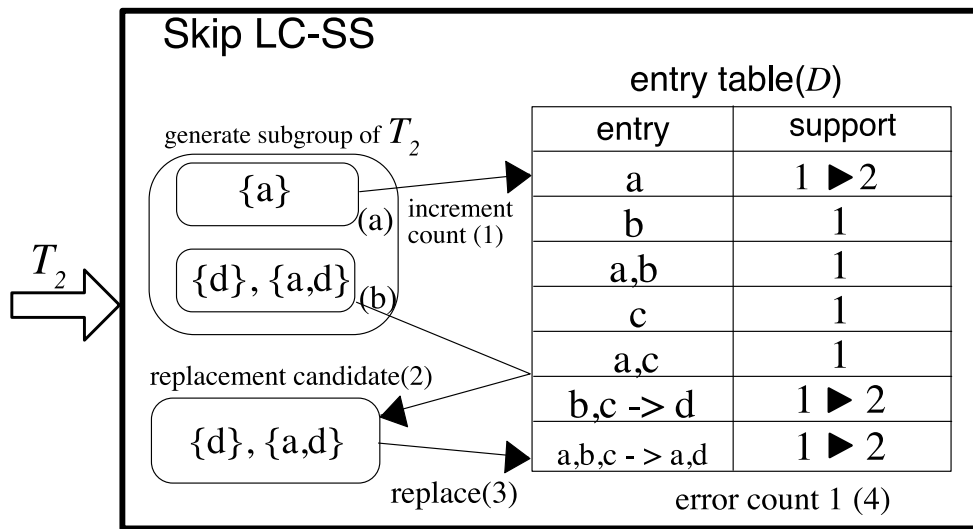 Skip LC-SS
entry table(D)
generate subgroup of T₂
entry support
{a}
(a)
a 1 ▶ 2
increment
count (1)
b 1
T₂
{d}, {a,d}
(b)
a,b 1
c 1
a,c 1
replacement candidate(2)
b,c -> d 1 ▶ 2
{d}, {a,d}
a,b,c -> a,d 1 ▶ 2
replace(3)
error count 1 (4)